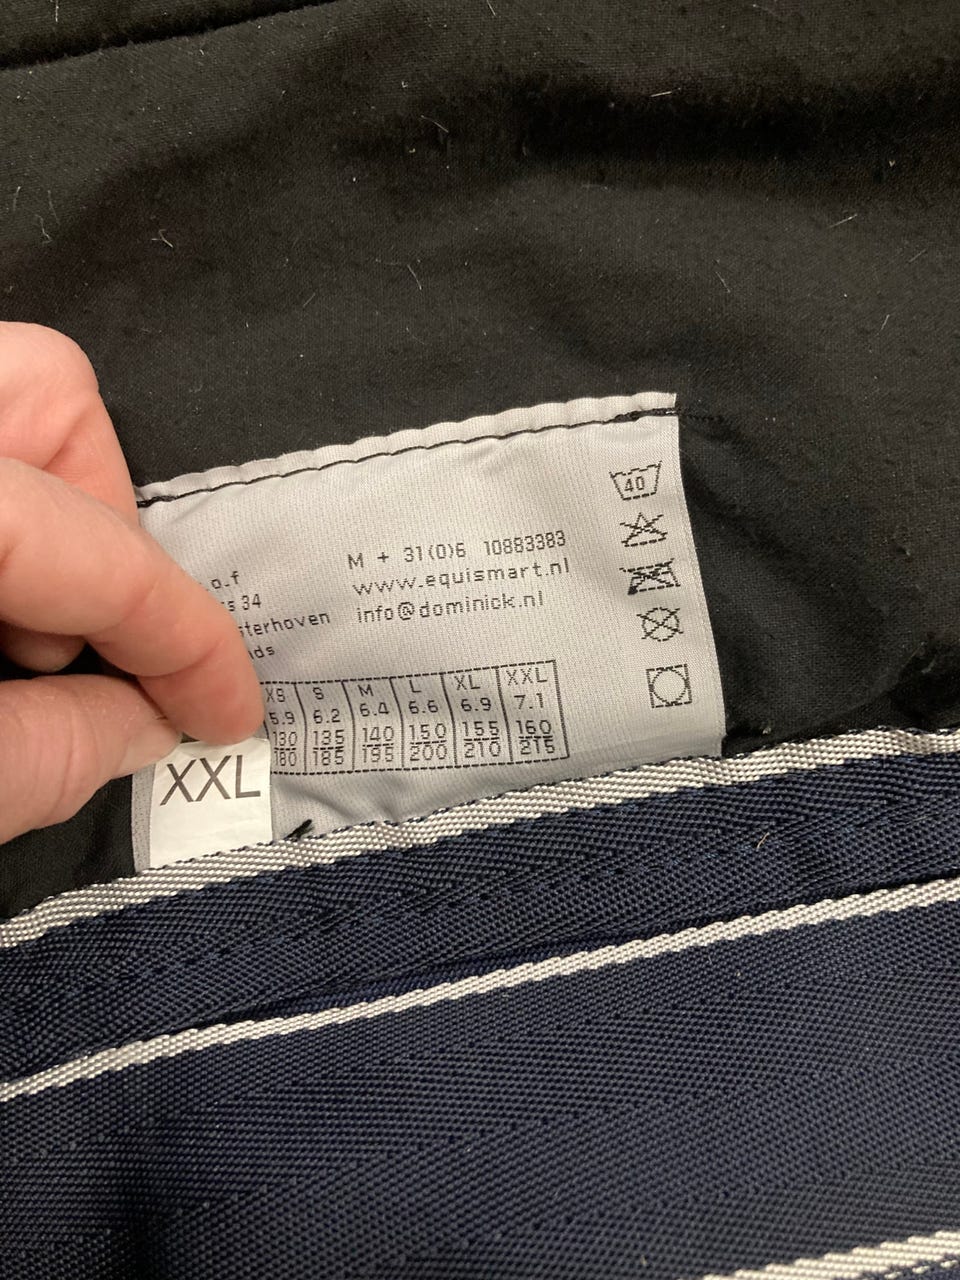 40
o.f
M + 31(0)6 10883383
34
www.equismart.nl
sterhoven
info@dominick.nl
ds
XS S M L XL XXL
5.9 6.2 6.4 6.6 6.9 7.1
130 135 140 150 155 160
180 185 195 200 210 215
XXL